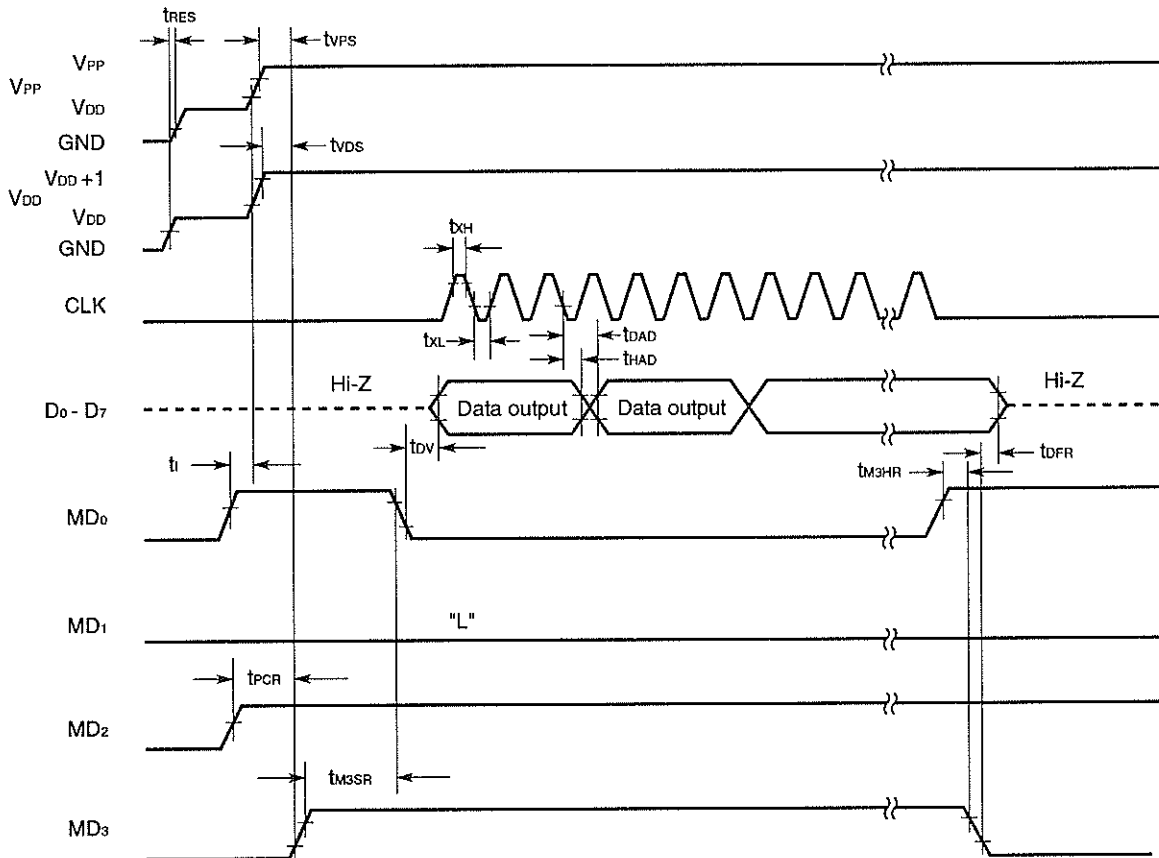 tRES
tVPS
VPP
VPP
VDD
GND
tVDS
VDD +1
VDD
VDD
GND
tXH
CLK
tXL
tDAD
tHAD
Hi-Z
Hi-Z
D0 - D7
Data output
Data output
tDV
tI
tDFR
tM3HR
MD0
"L"
MD1
tPCR
MD2
tM3SR
MD3